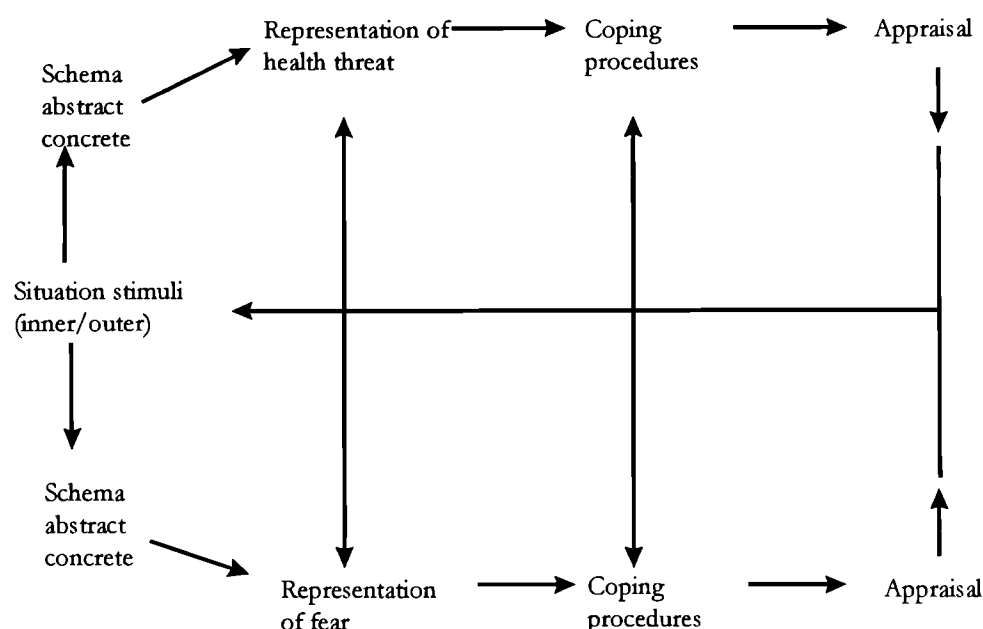 Representation of
health threat
Coping
procedures
Appraisal
Schema
abstract
concrete
Situation stimuli
(inner/outer)
Schema
abstract
concrete
Representation
of fear
Coping
procedures
Appraisal